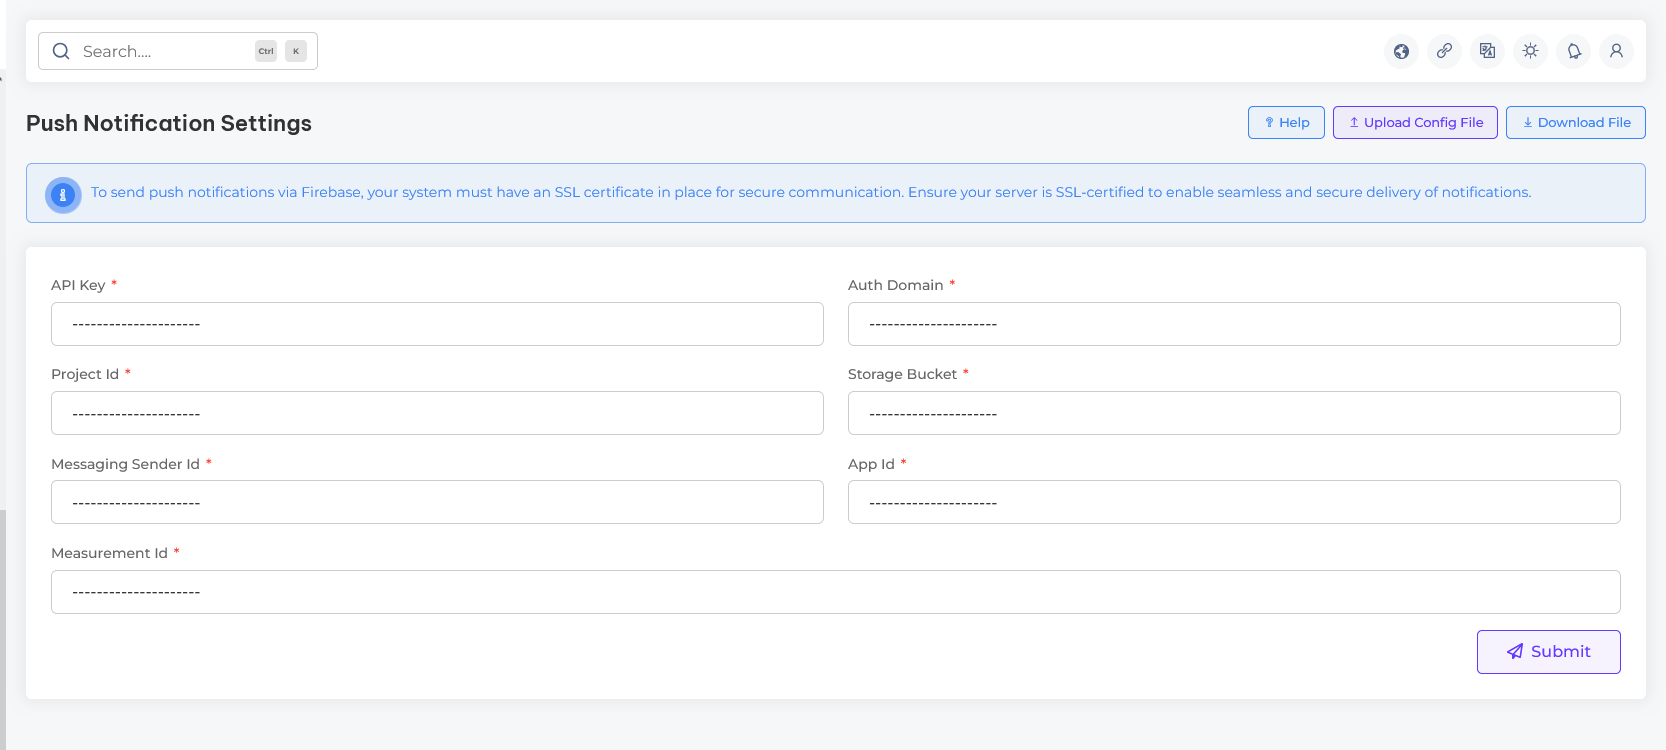 Search.... Ctrl K
Push Notification Settings
Help Upload Config File Download File
To send push notifications via Firebase, your system must have an SSL certificate in place for secure communication. Ensure your server is SSL-certified to enable seamless and secure delivery of notifications.
API Key * Auth Domain *
--------------------- ---------------------
Project Id * Storage Bucket *
--------------------- ---------------------
Messaging Sender Id * App Id *
--------------------- ---------------------
Measurement Id *
---------------------
Submit